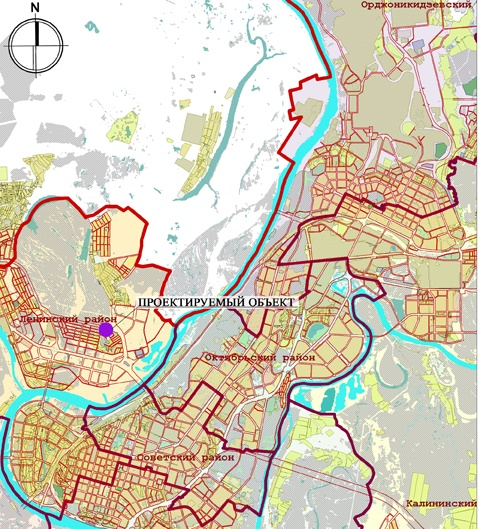 N
Орджоникидзевский
ПРОЕКТИРУЕМЫЙ ОБЪЕКТ
Ленинский район
Октябрьский район
Советский район
Калининский